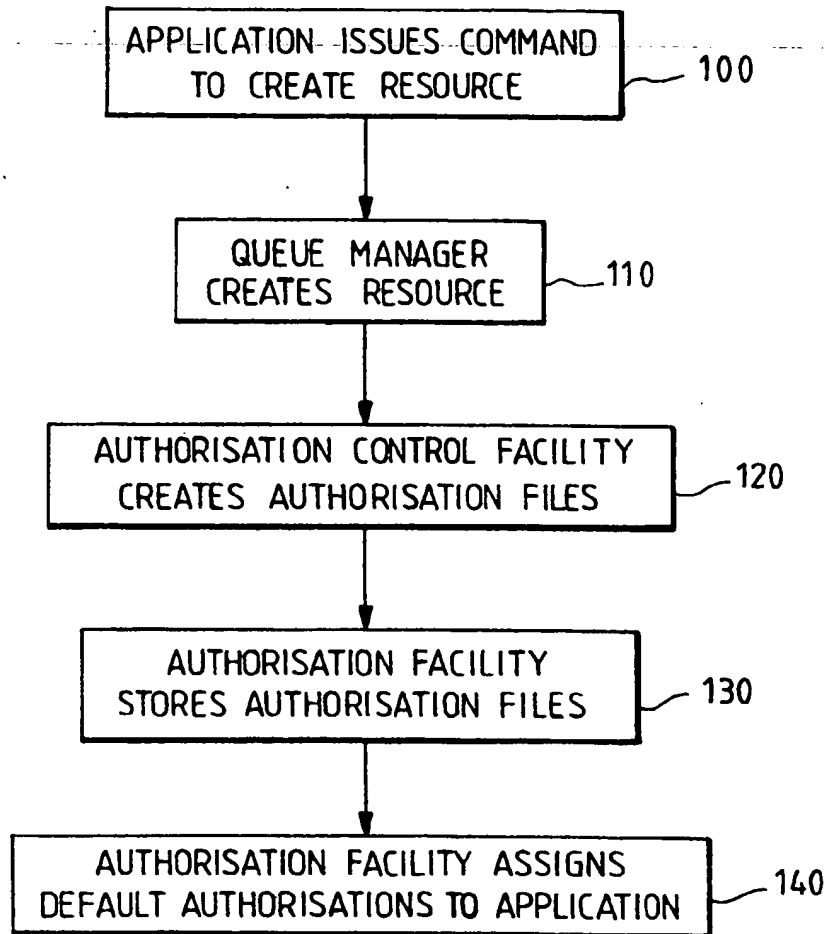 APPLICATION ISSUES COMMAND
TO CREATE RESOURCE
100
QUEUE MANAGER
CREATES RESOURCE
110
AUTHORISATION CONTROL FACILITY
CREATES AUTHORISATION FILES
120
AUTHORISATION FACILITY
STORES AUTHORISATION FILES
130
AUTHORISATION FACILITY ASSIGNS
DEFAULT AUTHORISATIONS TO APPLICATION
140